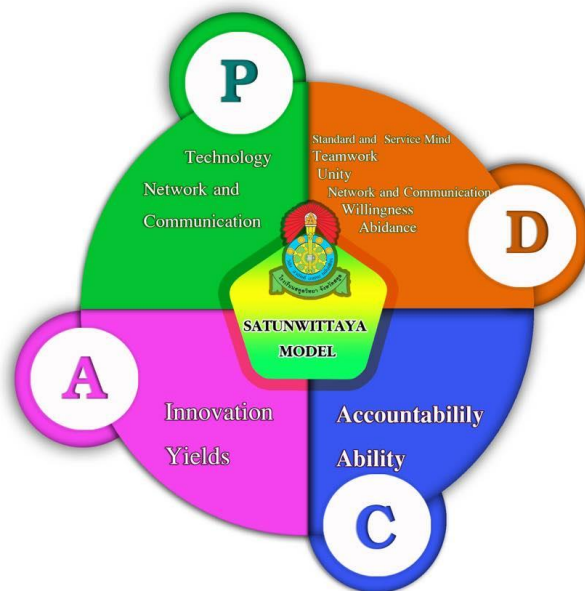 P
Technology
Network and
Communication
Standard and Service Mind
Teamwork
Unity
Network and Communication
Willingness
Abidance
D
SATUNWITTAYA
MODEL
A
Innovation
Yields
Accountabilily
Ability
C